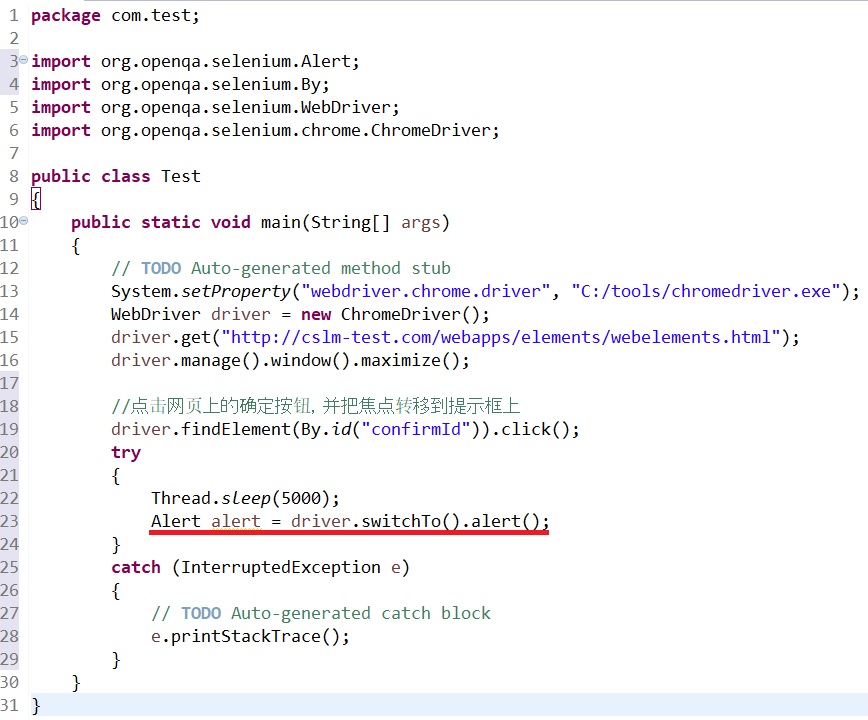 1 package com.test;
2
3 import org.openqa.selenium.Alert;
4 import org.openqa.selenium.By;
5 import org.openqa.selenium.WebDriver;
6 import org.openqa.selenium.chrome.ChromeDriver;
7
8 public class Test
9 {
10     public static void main(String[] args)
11     {
12         // TODO Auto-generated method stub
13         System.setProperty("webdriver.chrome.driver", "C:/tools/chromedriver.exe");
14         WebDriver driver = new ChromeDriver();
15         driver.get("http://cslm-test.com/webapps/elements/webelements.html");
16         driver.manage().window().maximize();
17
18         //点击网页上的确定按钮, 并把焦点转移到提示框上
19         driver.findElement(By.id("confirmId")).click();
20         try
21         {
22             Thread.sleep(5000);
23             Alert alert = driver.switchTo().alert();
24         }
25         catch (InterruptedException e)
26         {
27             // TODO Auto-generated catch block
28             e.printStackTrace();
29         }
30     }
31 }